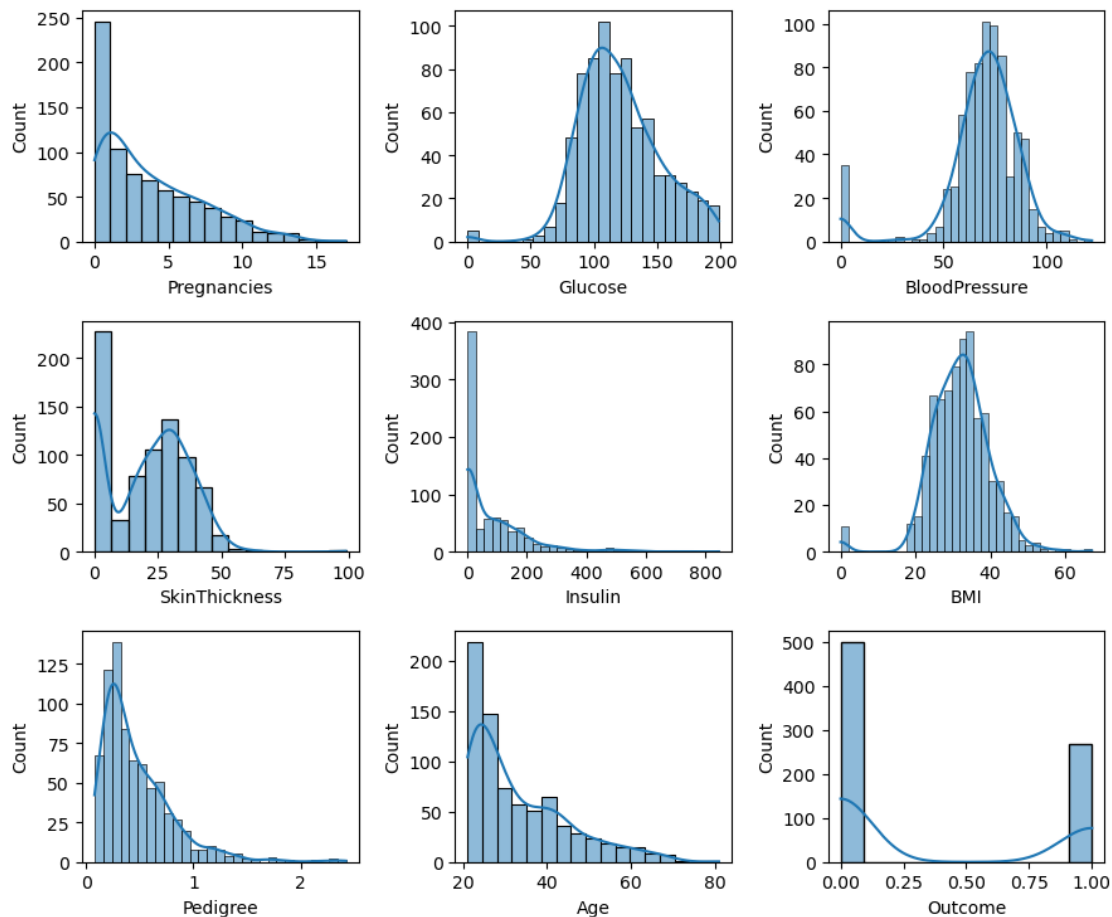 250
200
150
100
50
0
Count
0 5 10 15
Pregnancies
100
80
60
40
20
0
Count
0 50 100 150 200
Glucose
100
80
60
40
20
0
Count
0 50 100
BloodPressure
200
150
100
50
0
Count
0 25 50 75 100
SkinThickness
400
300
200
100
0
Count
0 200 400 600 800
Insulin
80
60
40
20
0
Count
0 20 40 60
BMI
125
100
75
50
25
0
Count
0 1 2
Pedigree
200
150
100
50
0
Count
20 40 60 80
Age
500
400
300
200
100
0
Count
0.00 0.25 0.50 0.75 1.00
Outcome